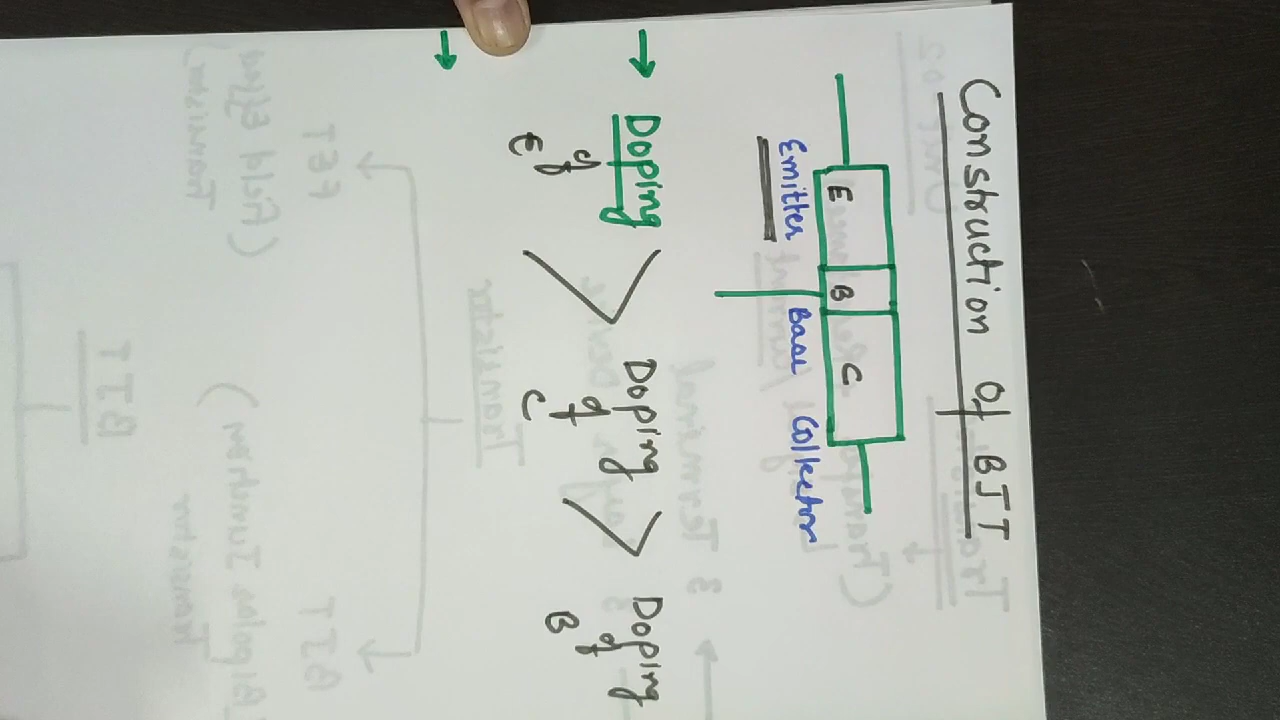 Construction Of BJT
E B C
Emitter Base Collector
→ Doping > Doping > Doping
of of of
E C B
→